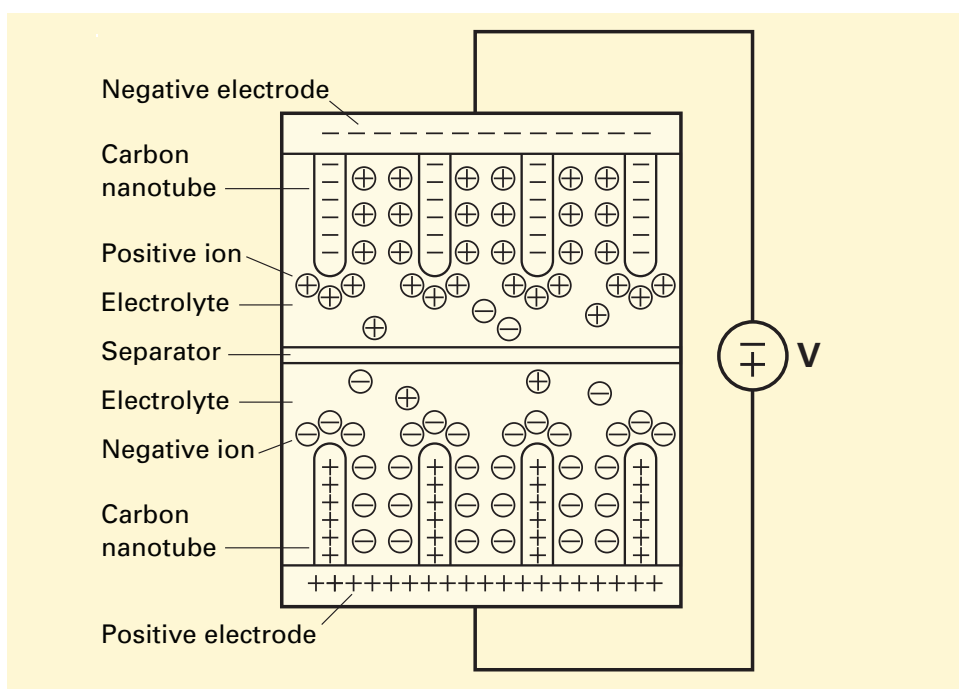 Negative electrode
Carbon
nanotube
Positive ion
Electrolyte
Separator
V
Electrolyte
Negative ion
Carbon
nanotube
Positive electrode